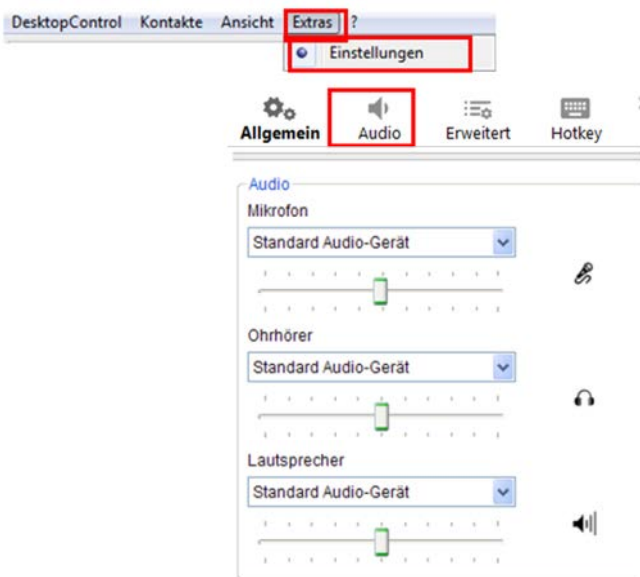 DesktopControl Kontakte Ansicht Extras ?
Einstellungen
Allgemein Audio Erweitert Hotkey
Audio
Mikrofon
Standard Audio-Gerät
Ohrhörer
Standard Audio-Gerät
Lautsprecher
Standard Audio-Gerät